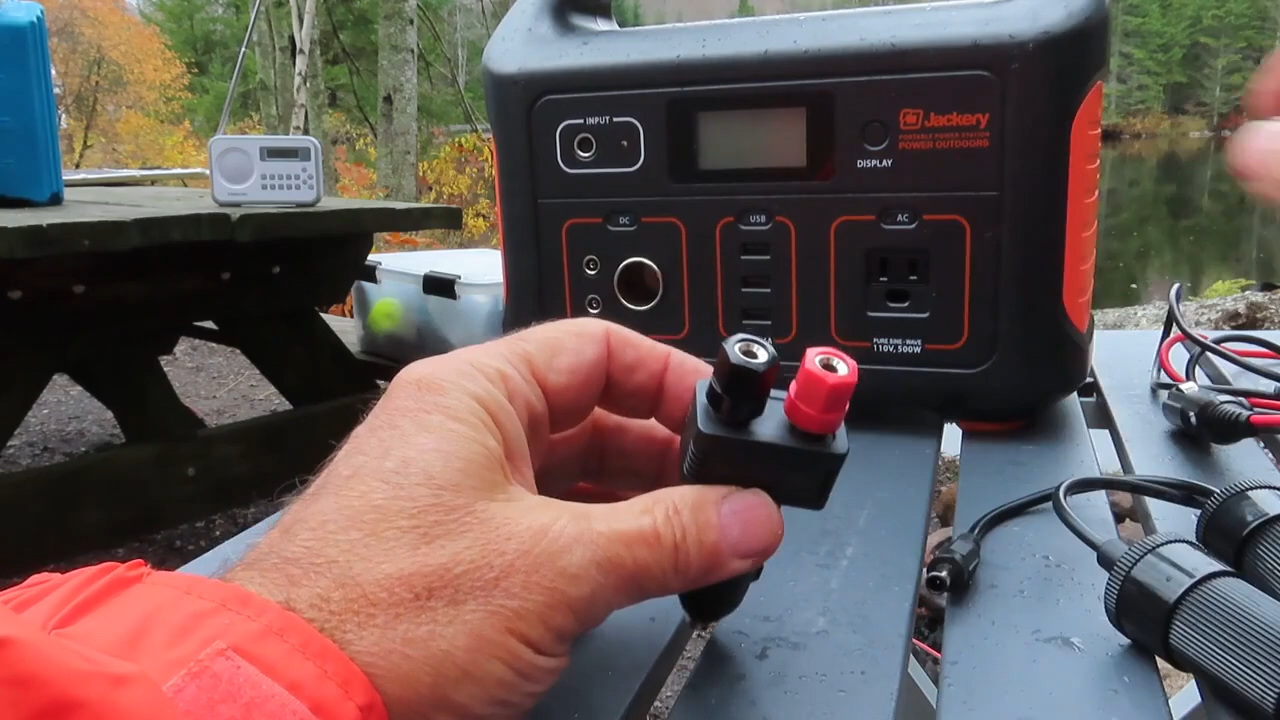 INPUT
Jackery
PORTABLE POWER STATION
POWER OUTDOORS
DISPLAY
DC
USB
AC
PURE SINE-WAVE
110V, 500W